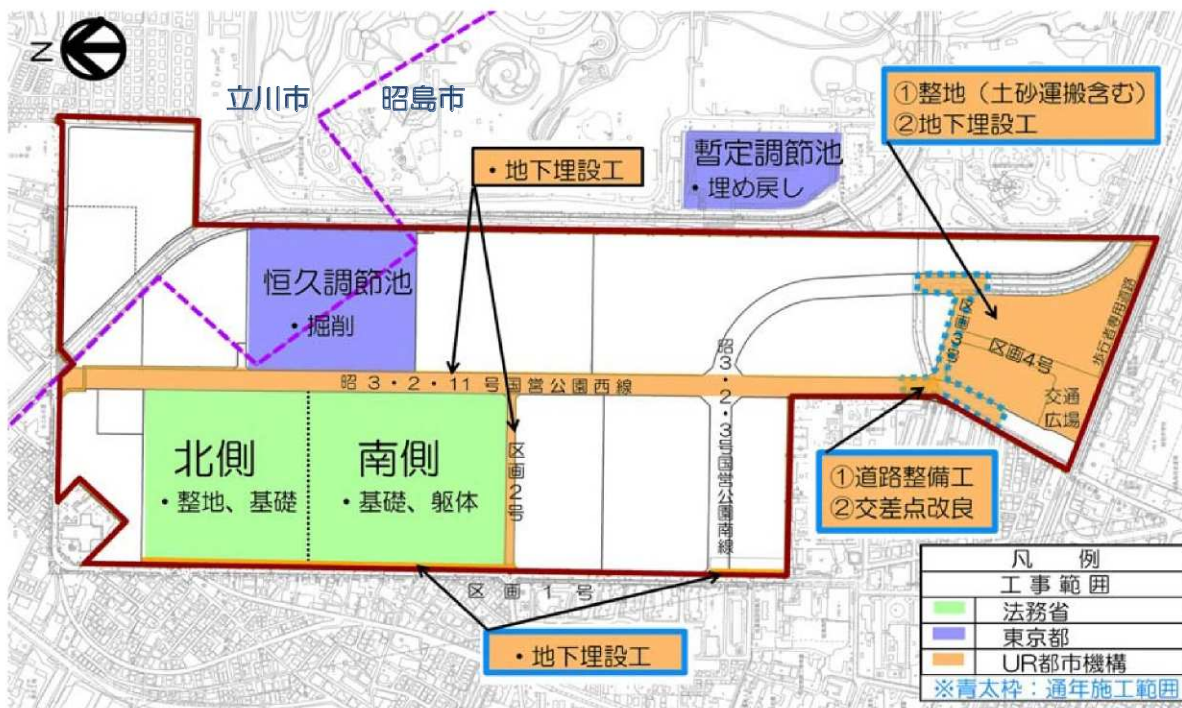 N
立川市
昭島市
①整地（土砂運搬含む）
②地下埋設工
・地下埋設工
暫定調節池
・埋め戻し
恒久調節池
・掘削
区画3号
区画4号
歩行者専用道路
交通
広場
昭3・2・11号国営公園西線
昭3・2・3号国営公園南線
北側
・整地、基礎
南側
・基礎、躯体
区画2号
①道路整備工
②交差点改良
区画1号
・地下埋設工
凡例
工事範囲
法務省
東京都
UR都市機構
※青太枠：通年施工範囲